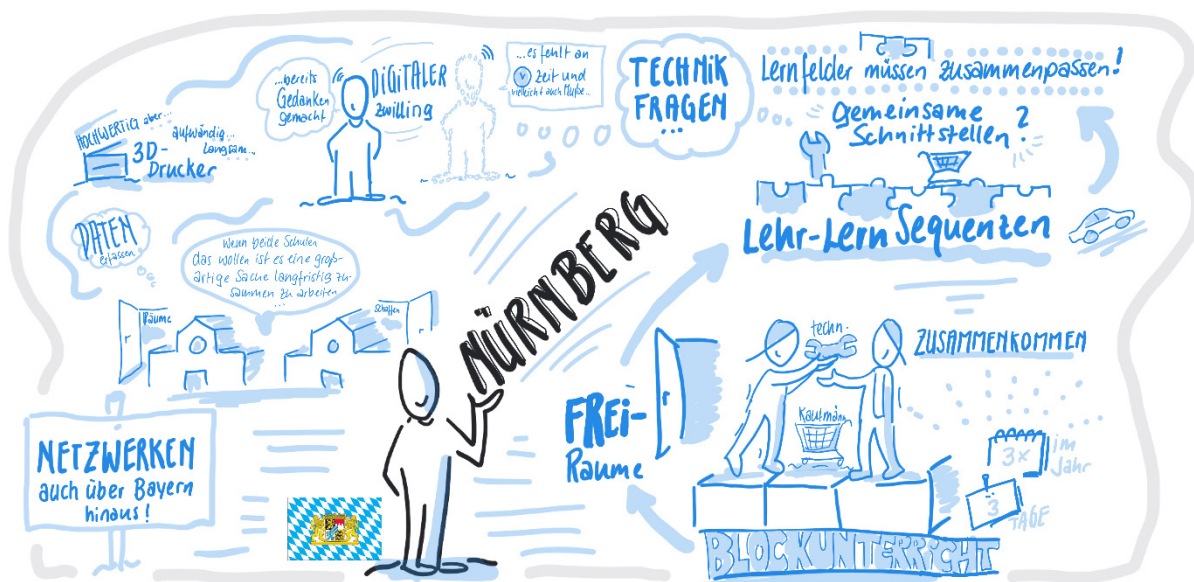 ...bereits
Gedanken
gemacht
DiGiTALER
Zwilling
...es fehlt an
Zeit und
vielleicht auch Muße...
TECHNIK
FRAGEN
...
Lernfelder müssen zusammenpassen!
gemeinsame
Schnittstellen?
Lehr-Lern Sequenzen
HOCHWERTIG aber...
aufwändig...
langsam...
3D-
Drucker
DATEN
erfassen
Wenn beide Schulen
das wollen ist es eine groß-
artige Sache langfristig zu-
sammen zu arbeiten
...
Räume
schaffen
NÜRNBERG
NETZWERKEN
auch über Bayern
hinaus!
FREi-
Räume
techn.
Kaufmänn.
ZUSAMMENKOMMEN
3x
im
Jahr
3
TAGE
BLOCKUNTERRICHT